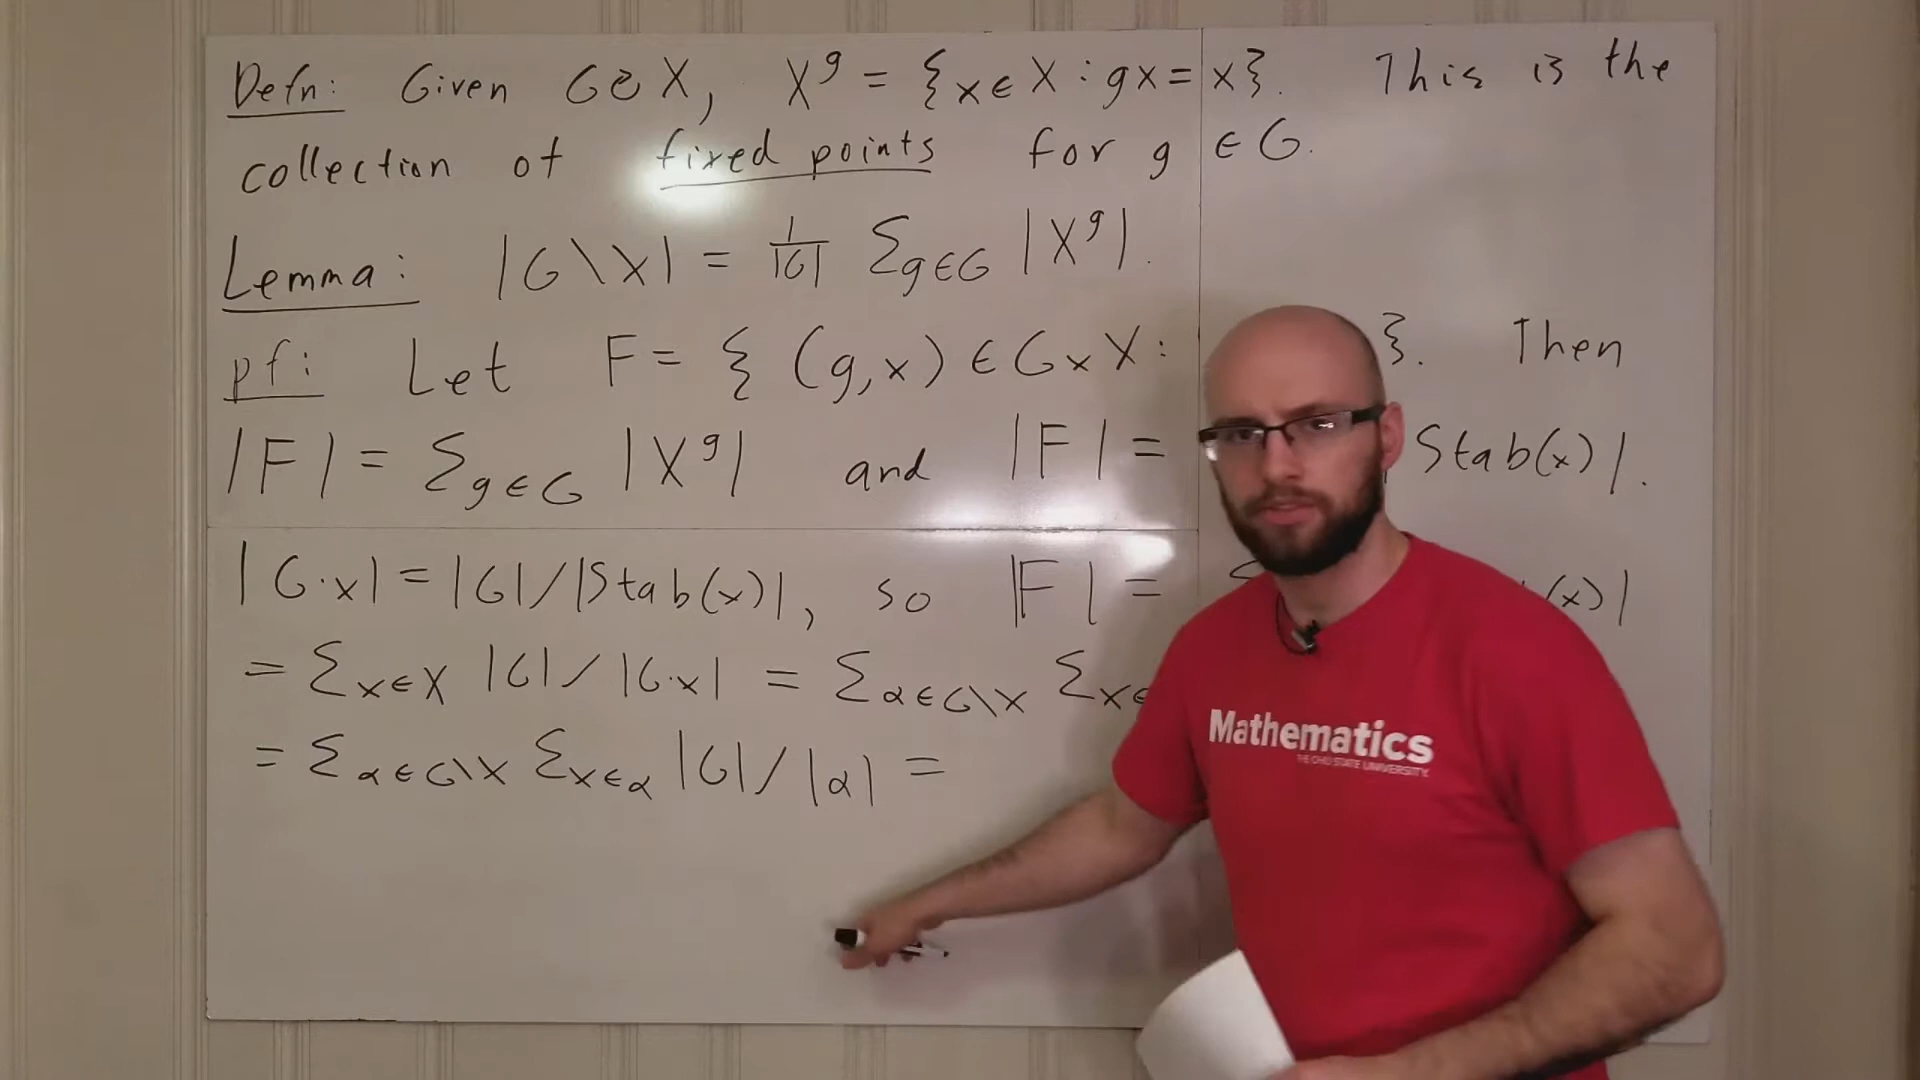 Defn: Given G⟳X, X^g = {x∈X : gx = x}. This is the
collection of fixed points for g ∈ G.
Lemma: |G\X| = 1/|G| Σ_{g∈G} |X^g|.
pf: Let F = { (g,x) ∈ G×X : }. Then
|F| = Σ_{g∈G} |X^g| and |F| = |Stab(x)|.
|G·x| = |G|/|Stab(x)|, so |F| = (x)|
= Σ_{x∈X} |G|/|G·x| = Σ_{α∈G\X} Σ_{x∈
= Σ_{α∈G\X} Σ_{x∈α} |G|/|α| =
Mathematics
THE OHIO STATE UNIVERSITY